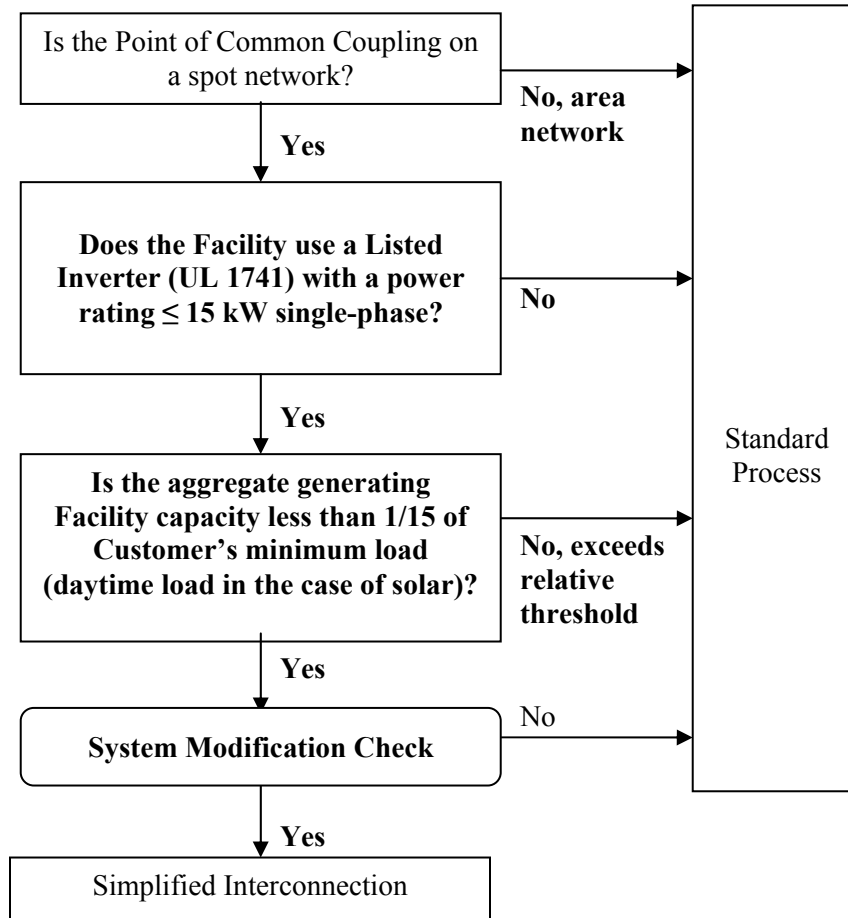 Is the Point of Common Coupling on
a spot network?
No, area
network
Yes
Does the Facility use a Listed
Inverter (UL 1741) with a power
rating ≤ 15 kW single-phase?
No
Yes
Is the aggregate generating
Facility capacity less than 1/15 of
Customer’s minimum load
(daytime load in the case of solar)?
No, exceeds
relative
threshold
Yes
System Modification Check
No
Yes
Simplified Interconnection
Standard
Process